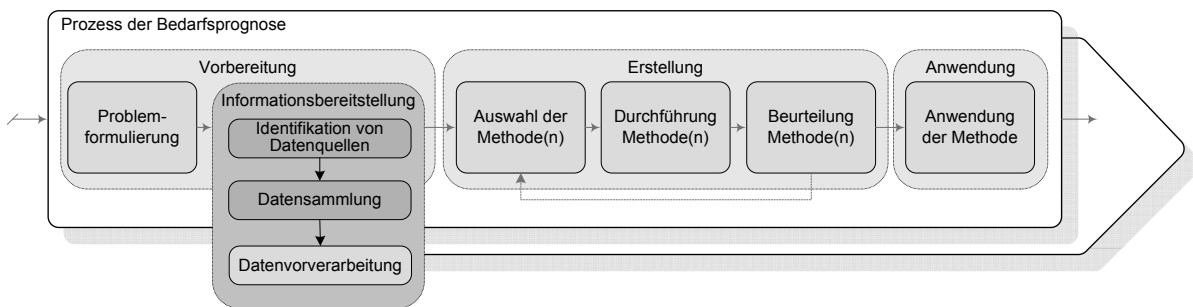 Prozess der Bedarfsprognose
Vorbereitung
Problem-
formulierung
Informationsbereitstellung
Identifikation von
Datenquellen
Datensammlung
Datenvorverarbeitung
Erstellung
Auswahl der
Methode(n)
Durchführung
Methode(n)
Beurteilung
Methode(n)
Anwendung
Anwendung
der Methode